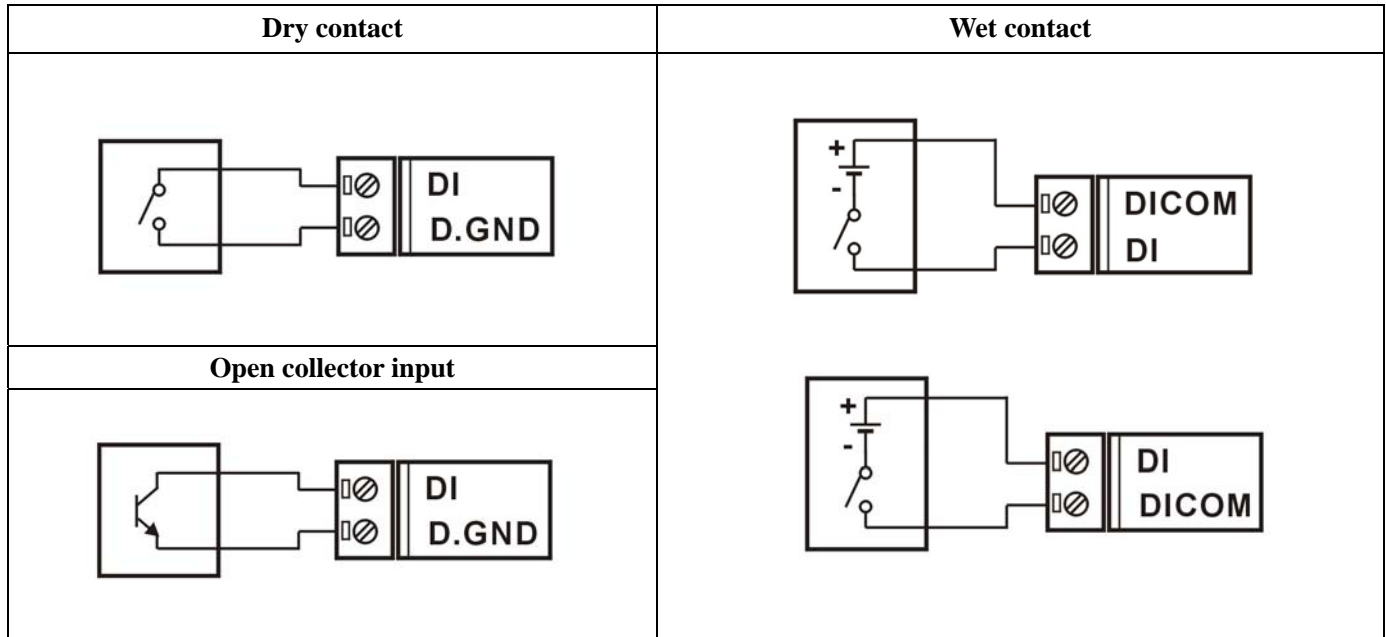 Dry contact
Wet contact
DI
D.GND
+
-
DICOM
DI
Open collector input
DI
D.GND
+
-
DI
DICOM